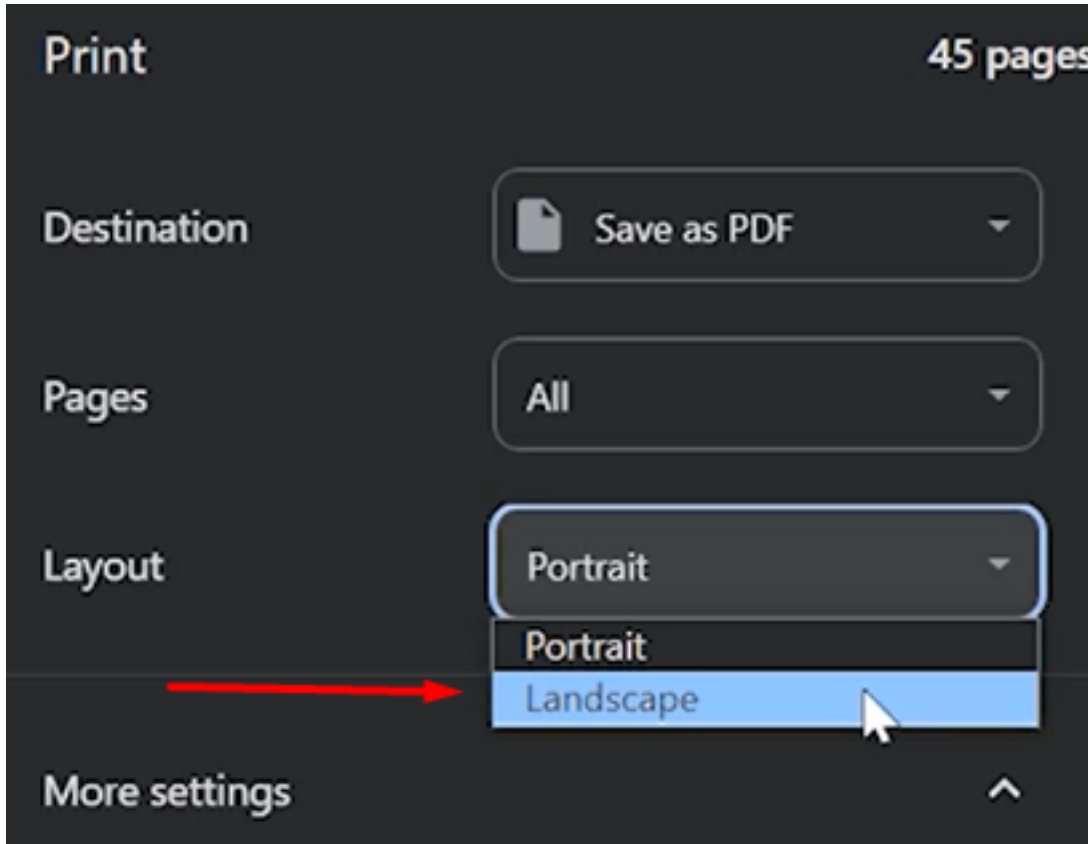 Print
45 pages
Destination
Save as PDF
Pages
All
Layout
Portrait
Portrait
Landscape
More settings